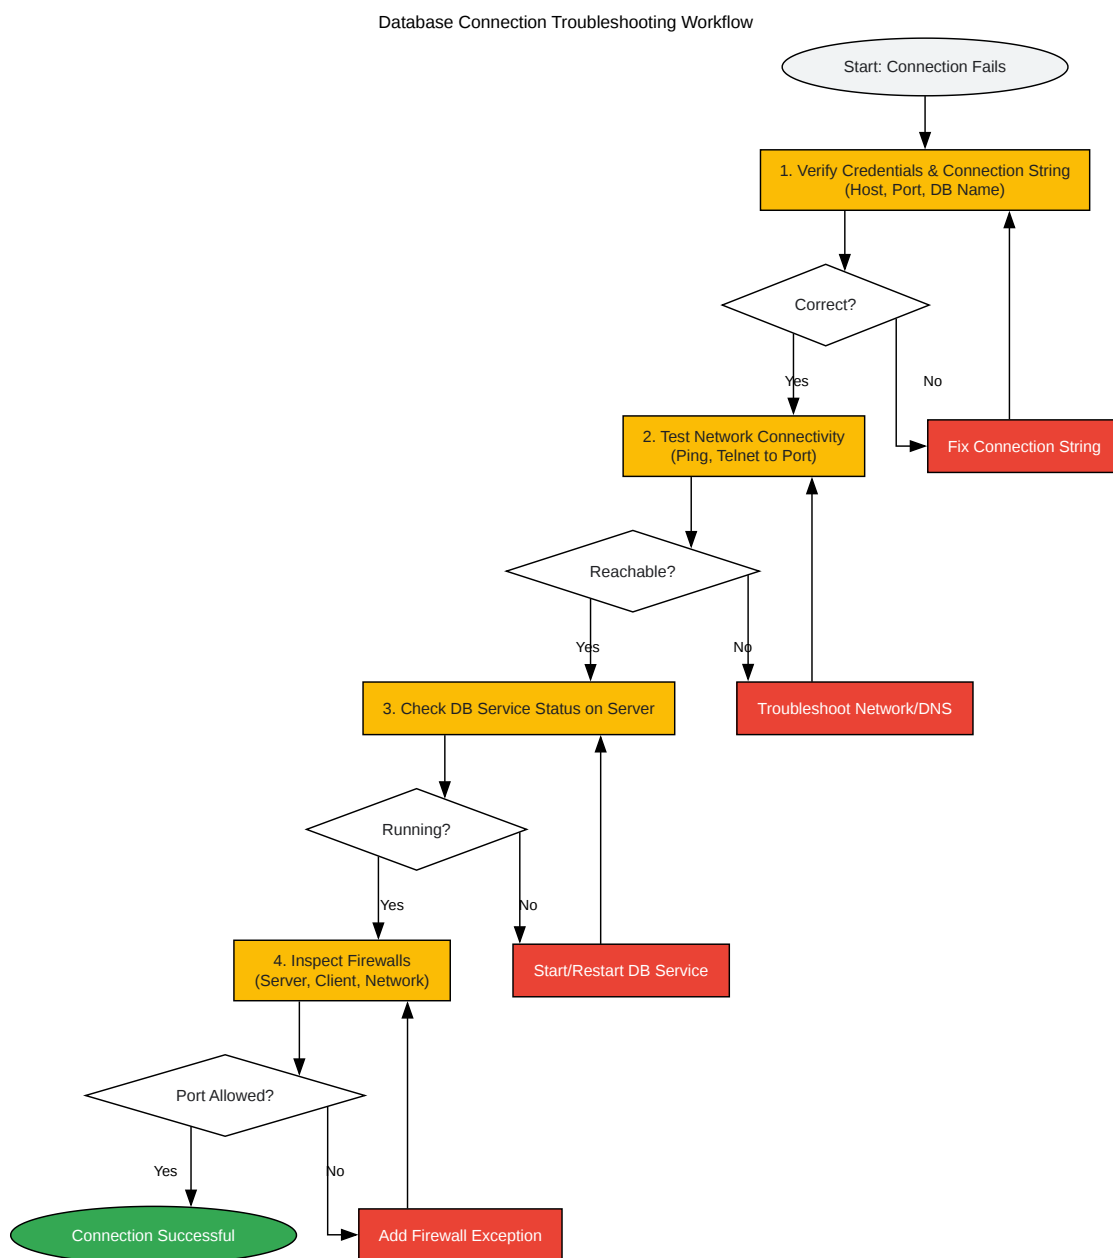 Database Connection Troubleshooting Workflow
Start: Connection Fails
1. Verify Credentials & Connection String
(Host, Port, DB Name)
Correct?
Yes
No
2. Test Network Connectivity
(Ping, Telnet to Port)
Fix Connection String
Reachable?
Yes
No
3. Check DB Service Status on Server
Troubleshoot Network/DNS
Running?
Yes
No
4. Inspect Firewalls
(Server, Client, Network)
Start/Restart DB Service
Port Allowed?
Yes
No
Connection Successful
Add Firewall Exception